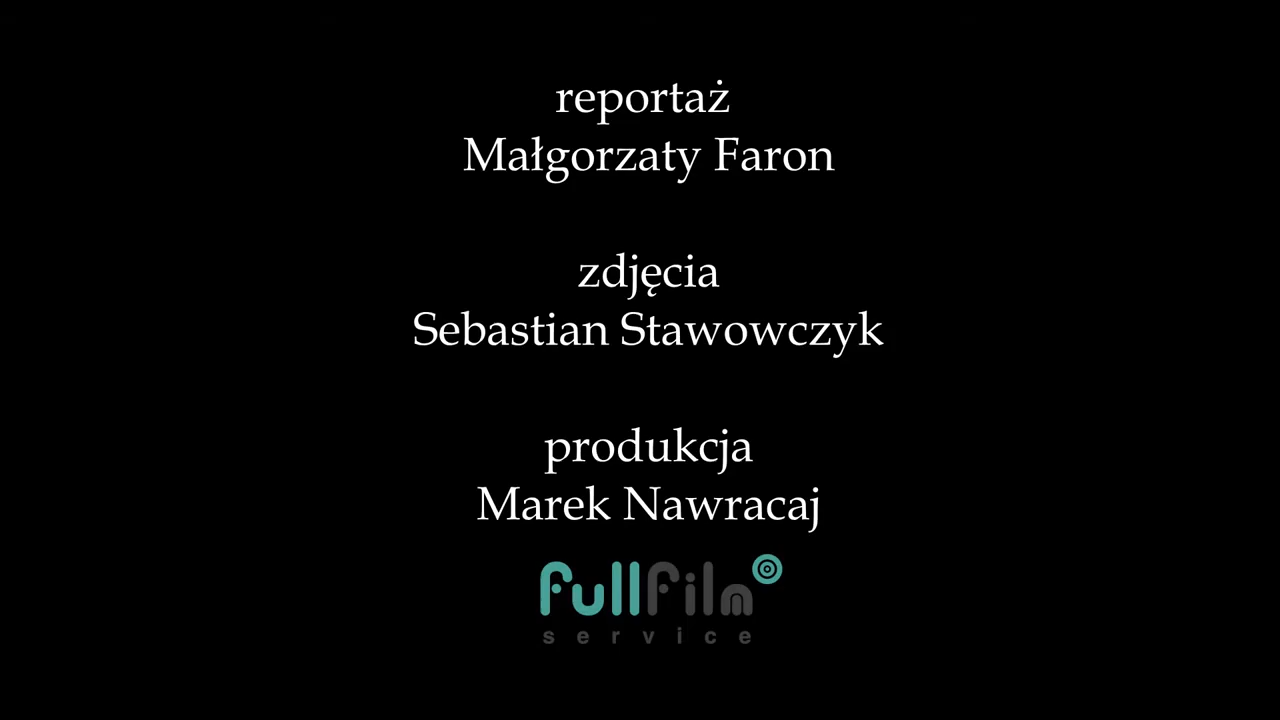 reportaż
Małgorzaty Faron
zdjęcia
Sebastian Stawowczyk
produkcja
Marek Nawracaj
fullfilm
service